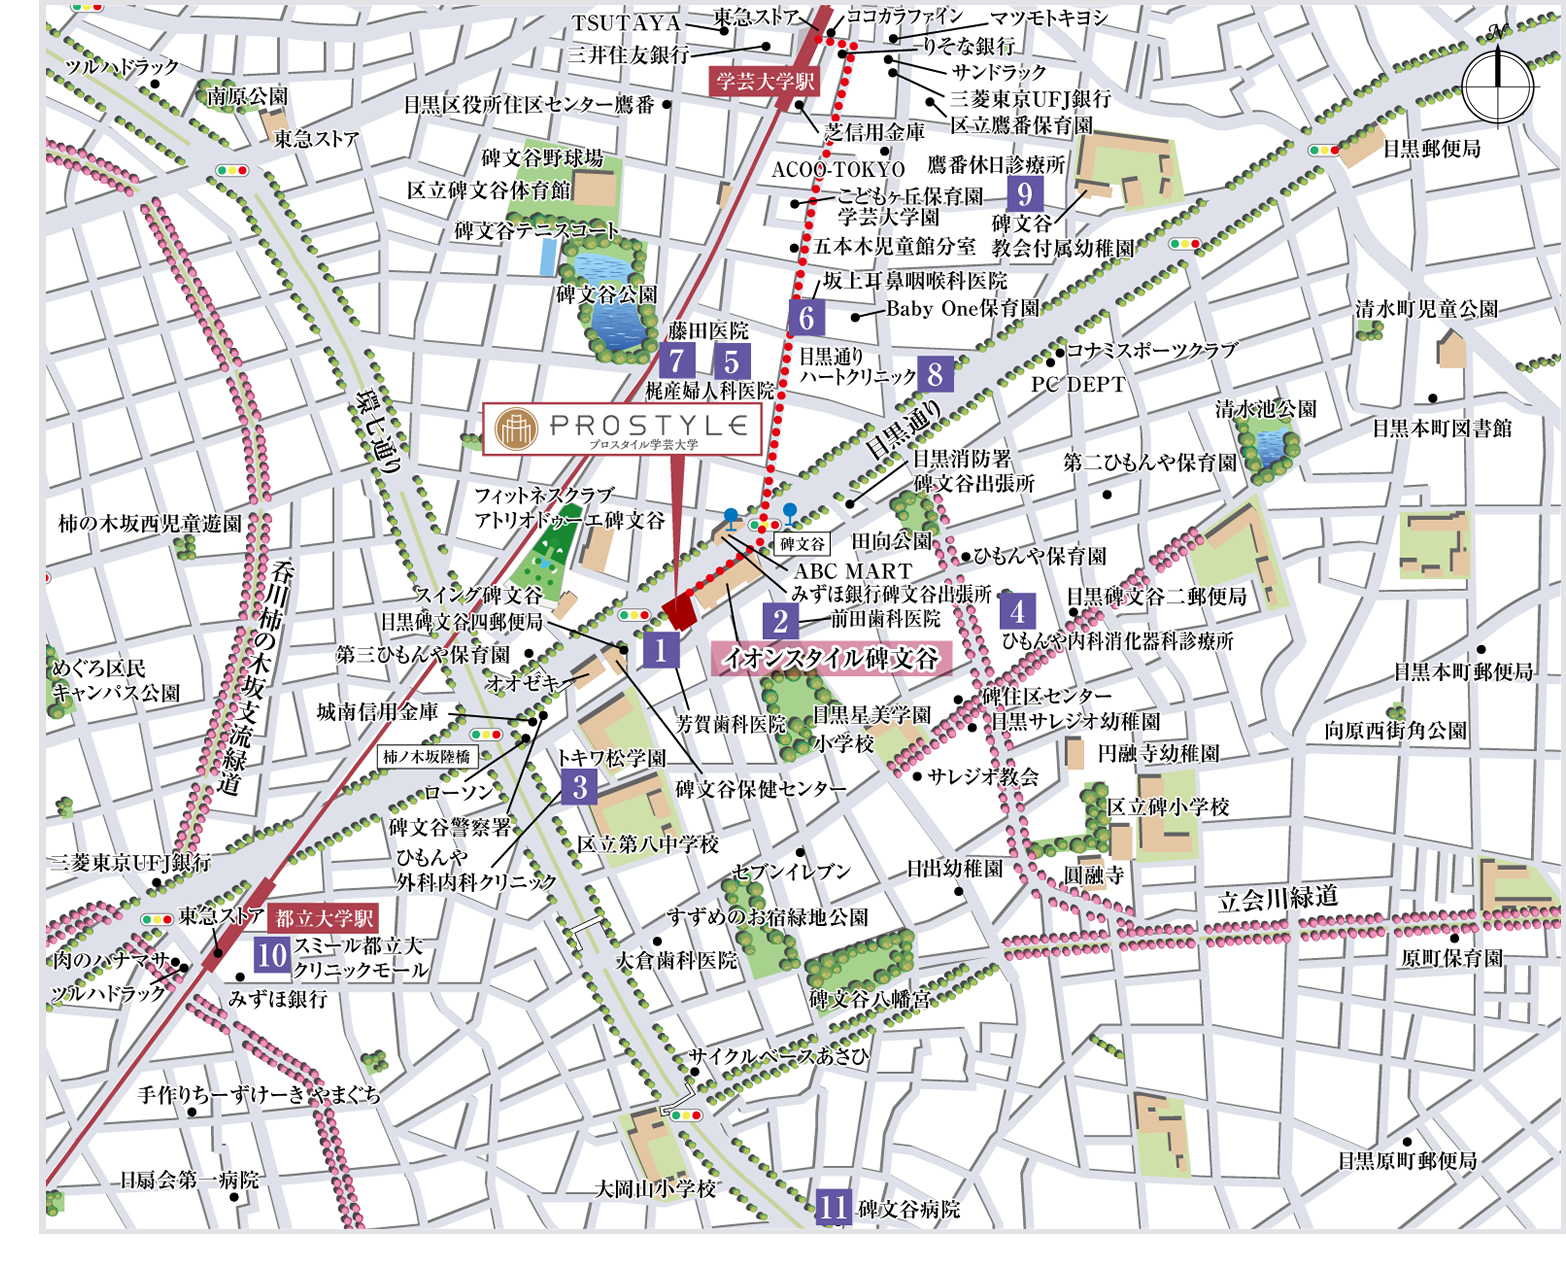 TSUTAYA
東急ストア
ココカラファイン
マツモトキヨシ
三井住友銀行
りそな銀行
ツルハドラック
学芸大学駅
サンドラック
N
南原公園
目黒区役所住区センター鷹番
三菱東京UFJ銀行
区立鷹番保育園
東急ストア
芝信用金庫
目黒郵便局
碑文谷野球場
ACOO-TOKYO
鷹番休日診療所
区立碑文谷体育館
9
こどもヶ丘保育園
学芸大学園
碑文谷
教会付属幼稚園
碑文谷テニスコート
五本木児童館分室
坂上耳鼻咽喉科医院
碑文谷公園
6
Baby One保育園
清水町児童公園
藤田医院
7
5
梶産婦人科医院
目黒通り
ハートクリニック
8
コナミスポーツクラブ
PC DEPT
環七通り
PROSTYLE
プロスタイル学芸大学
目黒通り
清水池公園
目黒本町図書館
目黒消防署
碑文谷出張所
第二ひもんや保育園
フィットネスクラブ
アトリオドゥーエ碑文谷
柿の木坂西児童遊園
碑文谷
田向公園
ひもんや保育園
呑川柿の木坂支流緑道
ABC MART
みずほ銀行碑文谷出張所
スイング碑文谷
目黒碑文谷四郵便局
2
前田歯科医院
4
目黒碑文谷二郵便局
ひもんや内科消化器科診療所
第三ひもんや保育園
1
イオンスタイル碑文谷
めぐろ区民
キャンパス公園
オオゼキ
目黒本町郵便局
城南信用金庫
芳賀歯科医院
目黒星美学園
小学校
碑住区センター
目黒サレジオ幼稚園
向原西街角公園
柿ノ木坂陸橋
トキワ松学園
円融寺幼稚園
ローソン
3
碑文谷保健センター
サレジオ教会
区立碑小学校
碑文谷警察署
区立第八中学校
ひもんや
外科内科クリニック
三菱東京UFJ銀行
セブンイレブン
日出幼稚園
圓融寺
立会川緑道
東急ストア
都立大学駅
すずめのお宿緑地公園
10
スミール都立大
クリニックモール
肉のハナマサ
大倉歯科医院
原町保育園
ツルハドラック
みずほ銀行
碑文谷八幡宮
サイクルベースあさひ
手作りちーずけーきやまぐち
目扇会第一病院
大岡山小学校
目黒原町郵便局
11
碑文谷病院